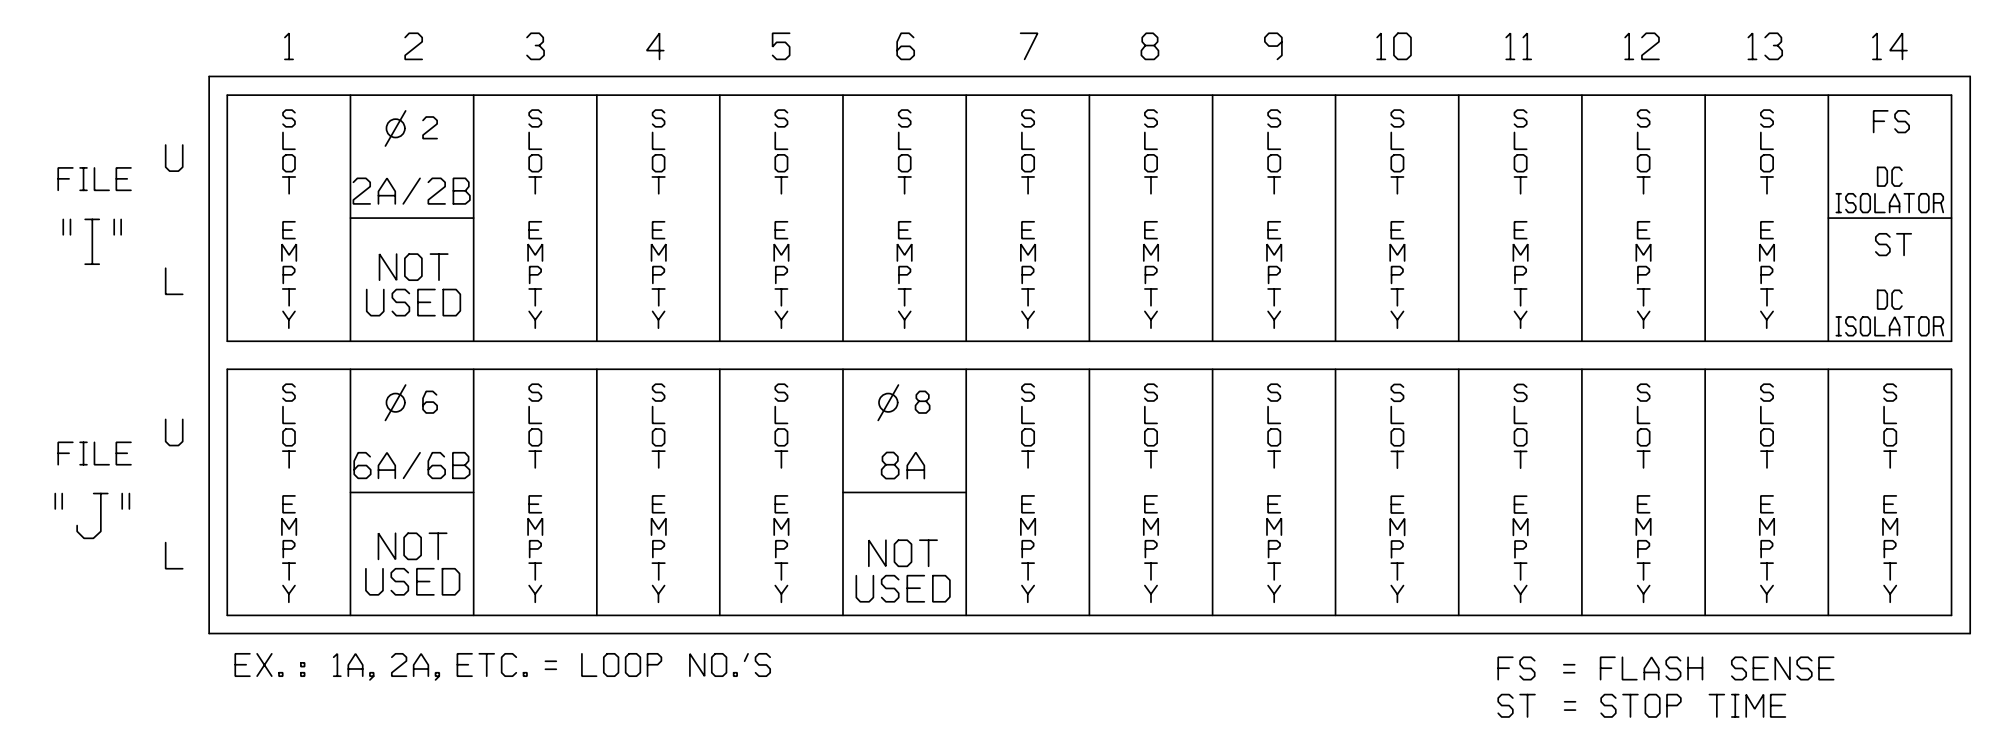 1 2 3 4 5 6 7 8 9 10 11 12 13 14
FILE "I"
U
L
SLOT EMPTY
Ø 2
2A/2B
NOT
USED
SLOT EMPTY
SLOT EMPTY
SLOT EMPTY
SLOT EMPTY
SLOT EMPTY
SLOT EMPTY
SLOT EMPTY
SLOT EMPTY
SLOT EMPTY
SLOT EMPTY
SLOT EMPTY
FS
DC
ISOLATOR
ST
DC
ISOLATOR
FILE "J"
U
L
SLOT EMPTY
Ø 6
6A/6B
NOT
USED
SLOT EMPTY
SLOT EMPTY
SLOT EMPTY
Ø 8
8A
NOT
USED
SLOT EMPTY
SLOT EMPTY
SLOT EMPTY
SLOT EMPTY
SLOT EMPTY
SLOT EMPTY
SLOT EMPTY
SLOT EMPTY
EX.: 1A, 2A, ETC. = LOOP NO.'S
FS = FLASH SENSE
ST = STOP TIME